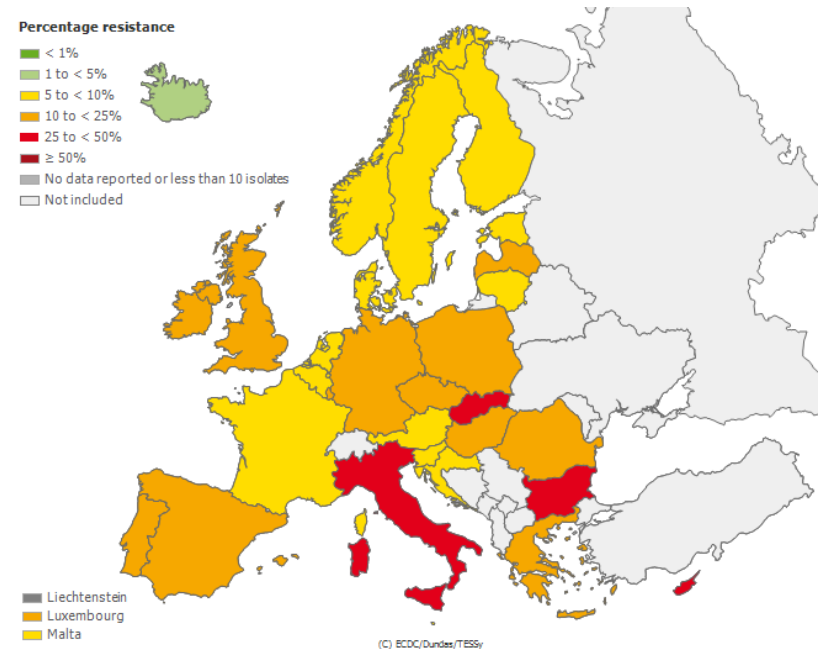 Percentage resistance
< 1%
1 to < 5%
5 to < 10%
10 to < 25%
25 to < 50%
≥ 50%
No data reported or less than 10 isolates
Not included
Liechtenstein
Luxembourg
Malta
(C) ECDC/Dundas/TESSy